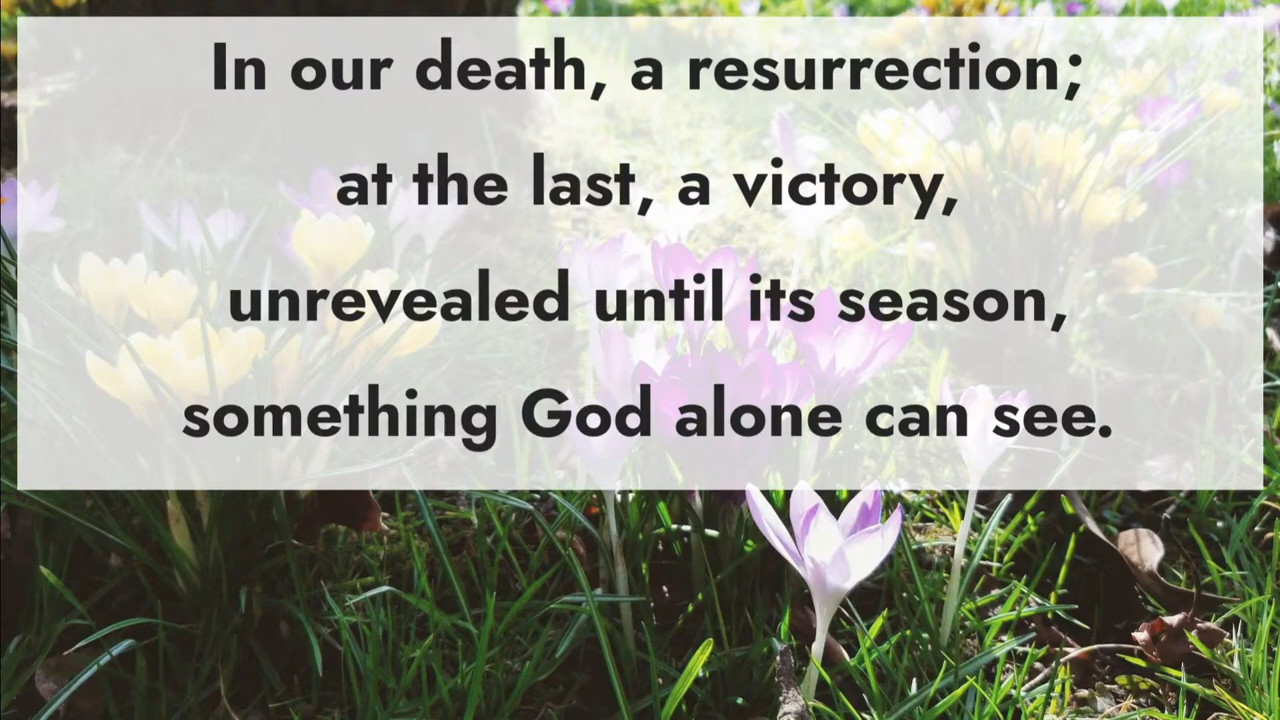 In our death, a resurrection;
at the last, a victory,
unrevealed until its season,
something God alone can see.